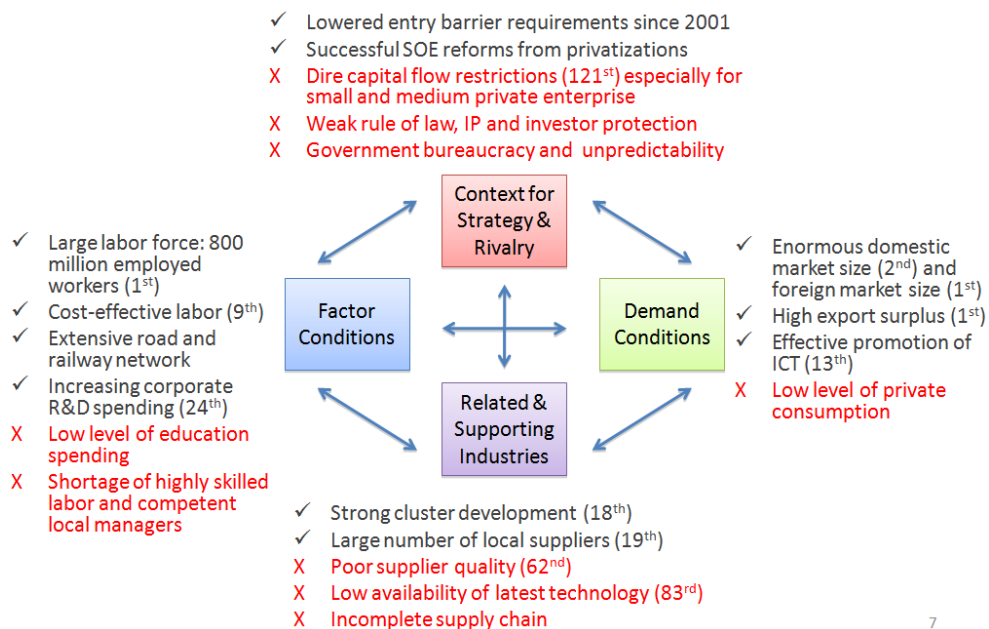 ✓ Lowered entry barrier requirements since 2001
✓ Successful SOE reforms from privatizations
X Dire capital flow restrictions (121st) especially for
small and medium private enterprise
X Weak rule of law, IP and investor protection
X Government bureaucracy and unpredictability
Context for
Strategy &
Rivalry
✓ Large labor force: 800
million employed
workers (1st)
✓ Cost-effective labor (9th)
✓ Extensive road and
railway network
✓ Increasing corporate
R&D spending (24th)
X Low level of education
spending
X Shortage of highly skilled
labor and competent
local managers
Factor
Conditions
Demand
Conditions
✓ Enormous domestic
market size (2nd) and
foreign market size (1st)
✓ High export surplus (1st)
✓ Effective promotion of
ICT (13th)
X Low level of private
consumption
Related &
Supporting
Industries
✓ Strong cluster development (18th)
✓ Large number of local suppliers (19th)
X Poor supplier quality (62nd)
X Low availability of latest technology (83rd)
X Incomplete supply chain
7